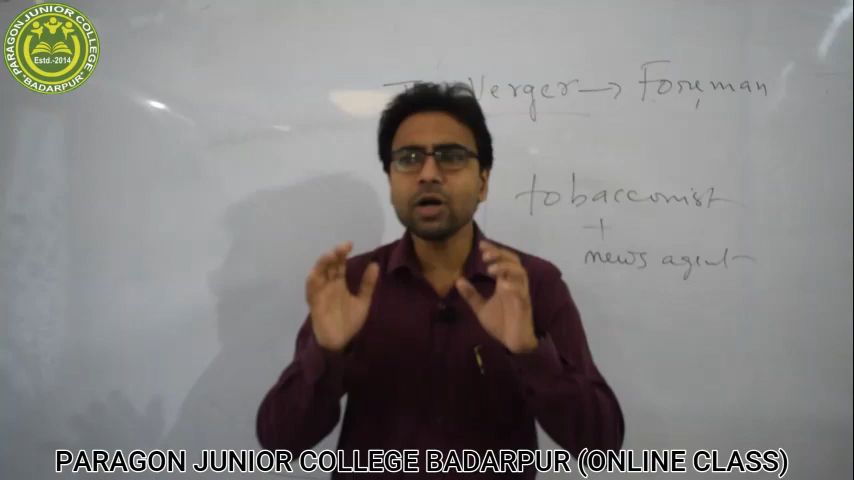 PARAGON JUNIOR COLLEGE
Estd.-2014
BADARPUR
Verger → Foreman
tobacconist
+
news agent
PARAGON JUNIOR COLLEGE BADARPUR (ONLINE CLASS)